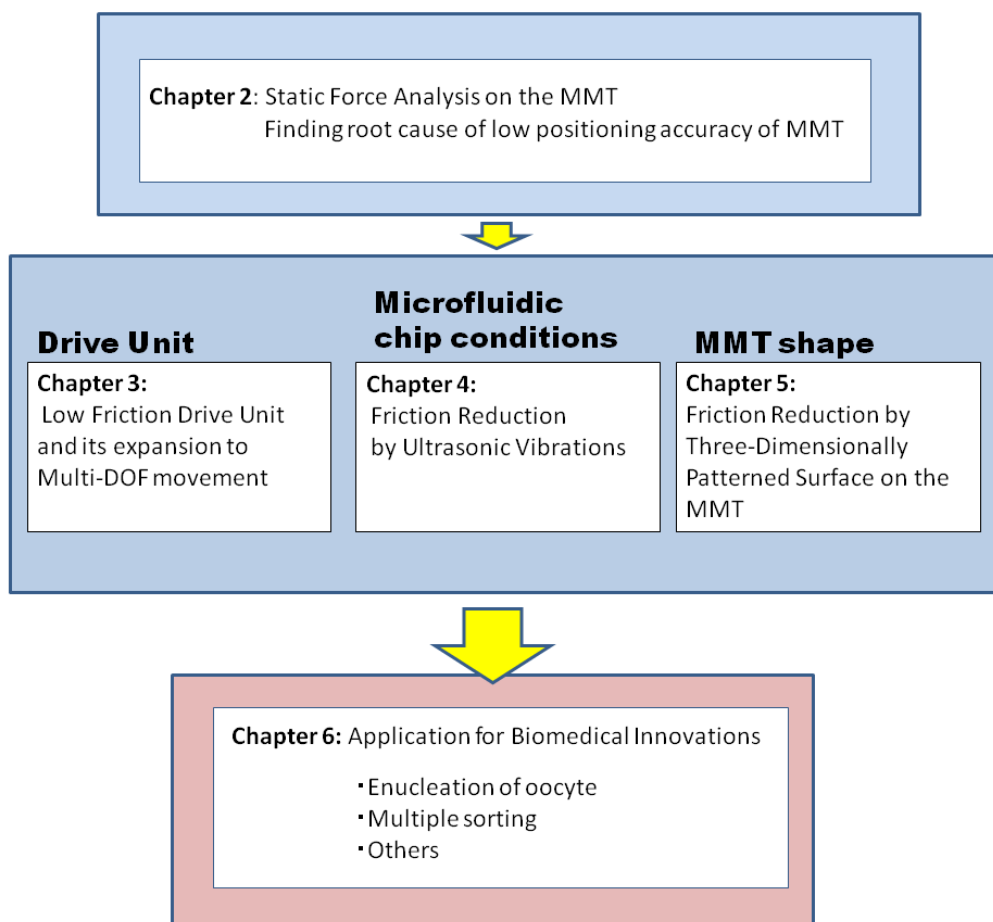 Chapter 2: Static Force Analysis on the MMT
Finding root cause of low positioning accuracy of MMT
Drive Unit
Chapter 3:
Low Friction Drive Unit
and its expansion to
Multi-DOF movement
Microfluidic
chip conditions
Chapter 4:
Friction Reduction
by Ultrasonic Vibrations
MMT shape
Chapter 5:
Friction Reduction by
Three-Dimensionally
Patterned Surface on the
MMT
Chapter 6: Application for Biomedical Innovations
・Enucleation of oocyte
・Multiple sorting
・Others